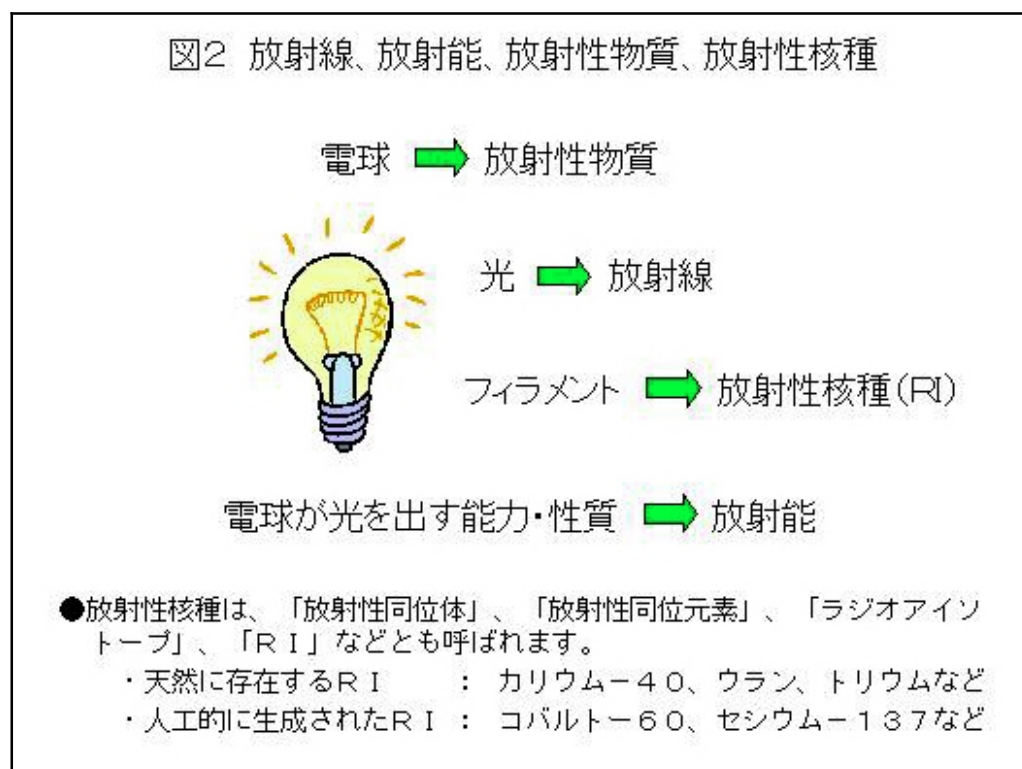 図2 放射線、放射能、放射性物質、放射性核種
電球 ➡ 放射性物質
光 ➡ 放射線
フィラメント ➡ 放射性核種(RI)
電球が光を出す能力・性質 ➡ 放射能
●放射性核種は、「放射性同位体」、「放射性同位元素」、「ラジオアイソ
トープ」、「RI」などとも呼ばれます。
・天然に存在するRI : カリウム-40、ウラン、トリウムなど
・人工的に生成されたRI : コバルト-60、セシウム-137など